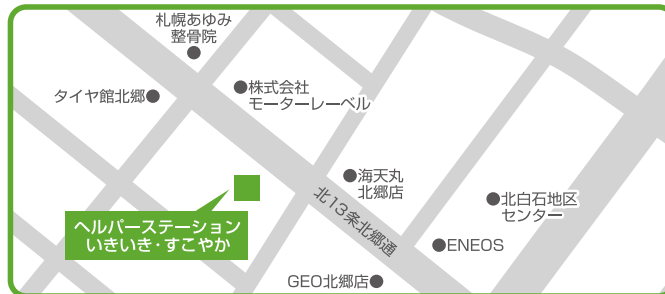 札幌あゆみ
整骨院
タイヤ館北郷
株式会社
モーターレーベル
海天丸
北郷店
北白石地区
センター
ヘルパーステーション
いきいき・すこやか
北13条北郷通
ENEOS
GEO北郷店